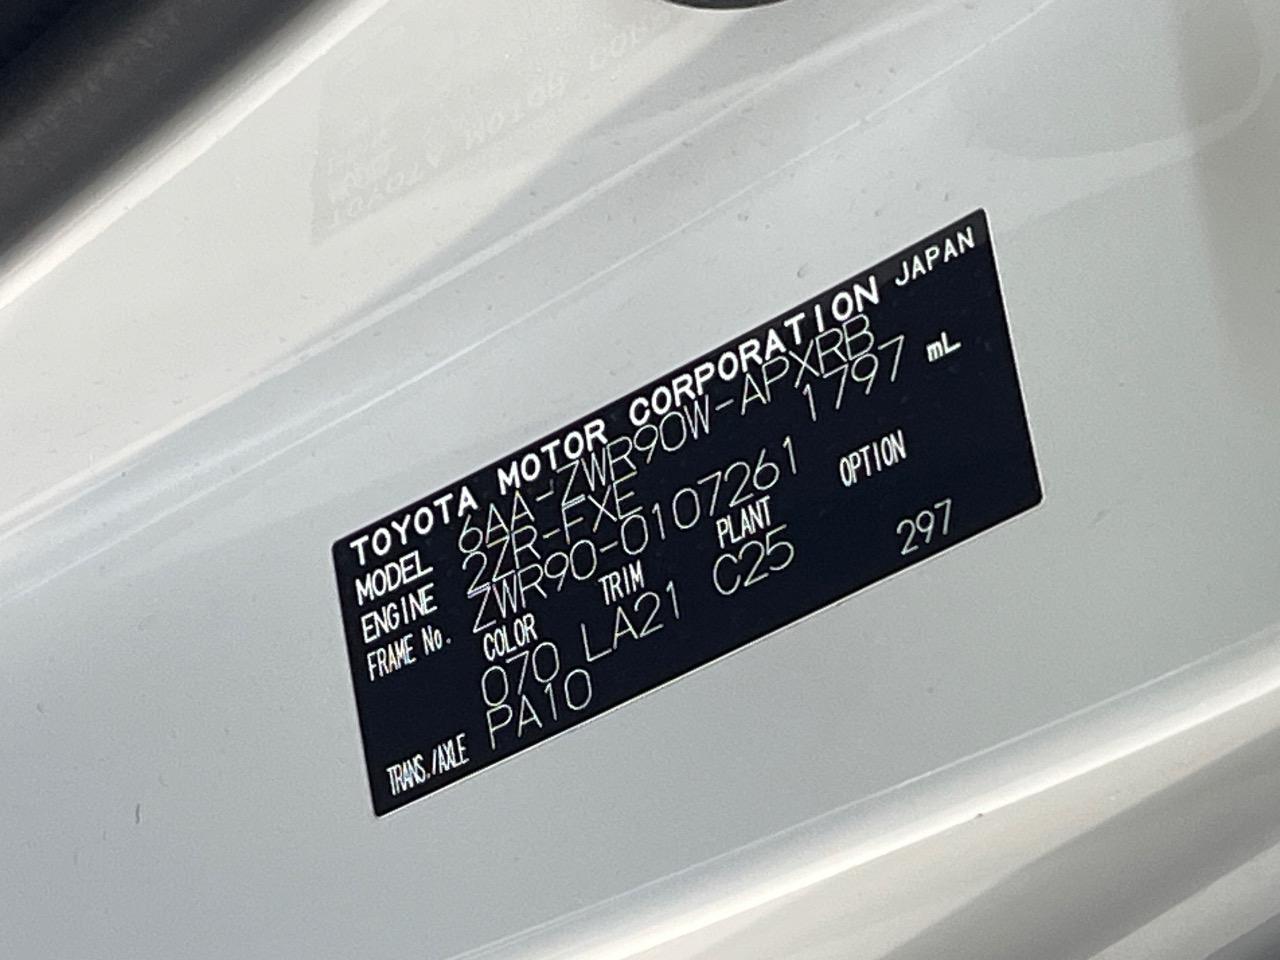 TOYOTA MOTOR CORPORATION JAPAN
MODEL 6AA-ZWR90W-APXRB
ENGINE 2ZR-FXE 1797 mL
FRAME No. ZWR90-0107261
COLOR TRIM PLANT OPTION
070 LA21 C25 297
TRANS./AXLE PA10